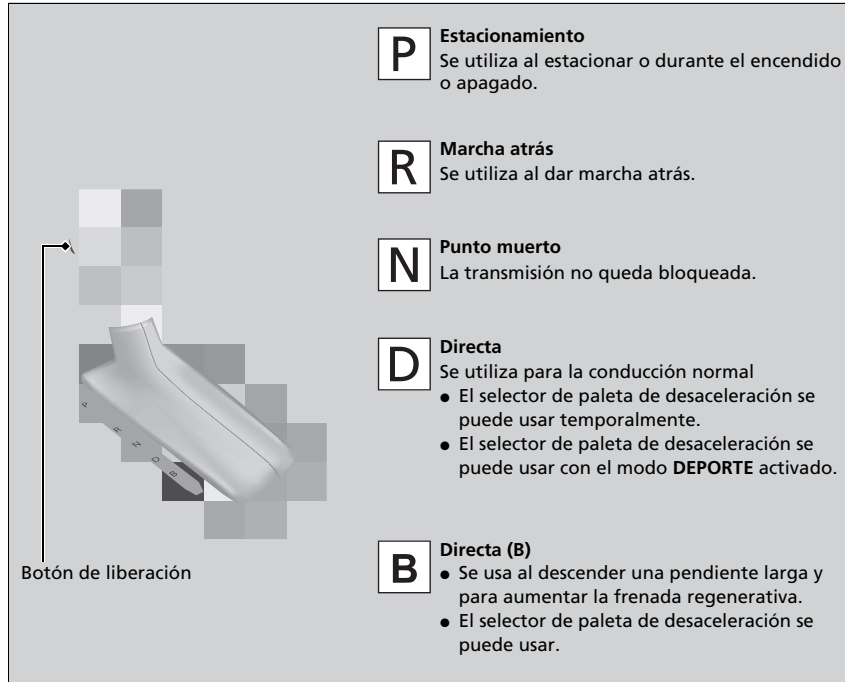 P
Estacionamiento
Se utiliza al estacionar o durante el encendido
o apagado.
R
Marcha atrás
Se utiliza al dar marcha atrás.
N
Punto muerto
La transmisión no queda bloqueada.
D
Directa
Se utiliza para la conducción normal
● El selector de paleta de desaceleración se
puede usar temporalmente.
● El selector de paleta de desaceleración se
puede usar con el modo DEPORTE activado.
B
Directa (B)
● Se usa al descender una pendiente larga y
para aumentar la frenada regenerativa.
● El selector de paleta de desaceleración se
puede usar.
P
R
N
D
B
Botón de liberación